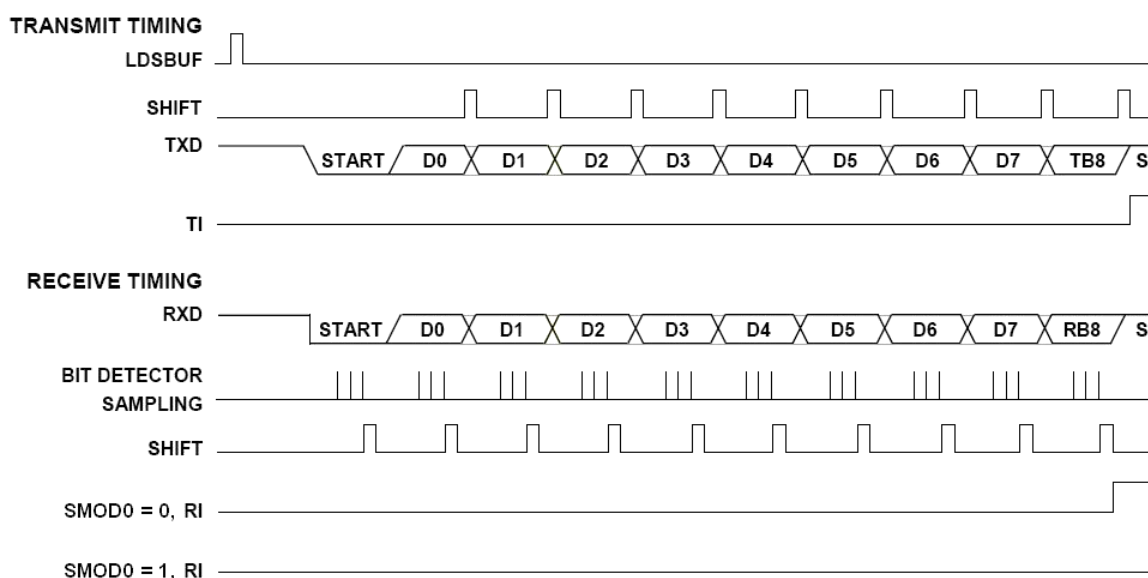 TRANSMIT TIMING
LDSBUF
SHIFT
TXD START D0 D1 D2 D3 D4 D5 D6 D7 TB8 S
TI
RECEIVE TIMING
RXD START D0 D1 D2 D3 D4 D5 D6 D7 RB8 S
BIT DETECTOR
SAMPLING
SHIFT
SMOD0 = 0, RI
SMOD0 = 1, RI